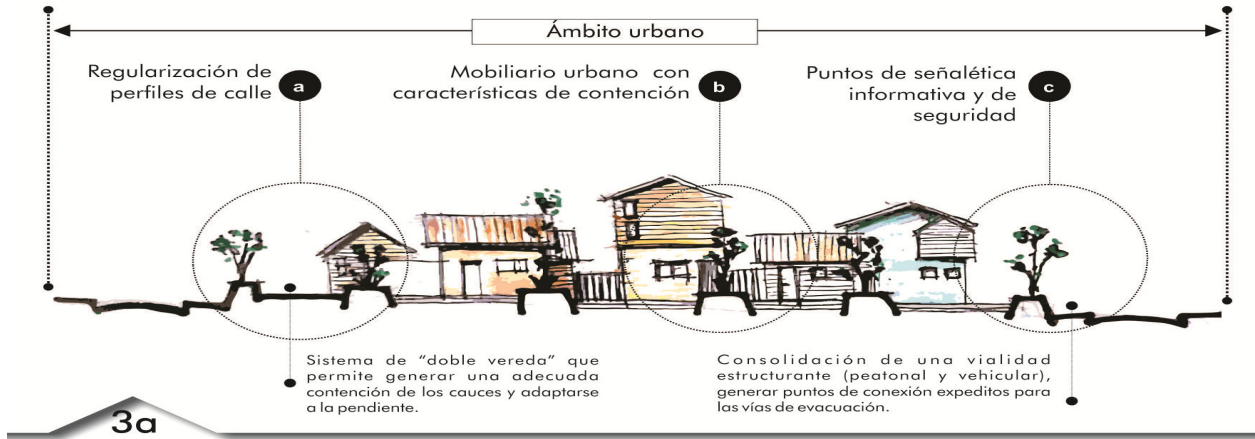 Ámbito urbano
Regularización de
perfiles de calle
a
Mobiliario urbano con
características de contención
b
Puntos de señalética
informativa y de
seguridad
c
Sistema de “doble vereda” que
permite generar una adecuada
contención de los cauces y adaptarse
a la pendiente.
Consolidación de una vialidad
estructurante (peatonal y vehicular),
generar puntos de conexión expeditos para
las vías de evacuación.
3a